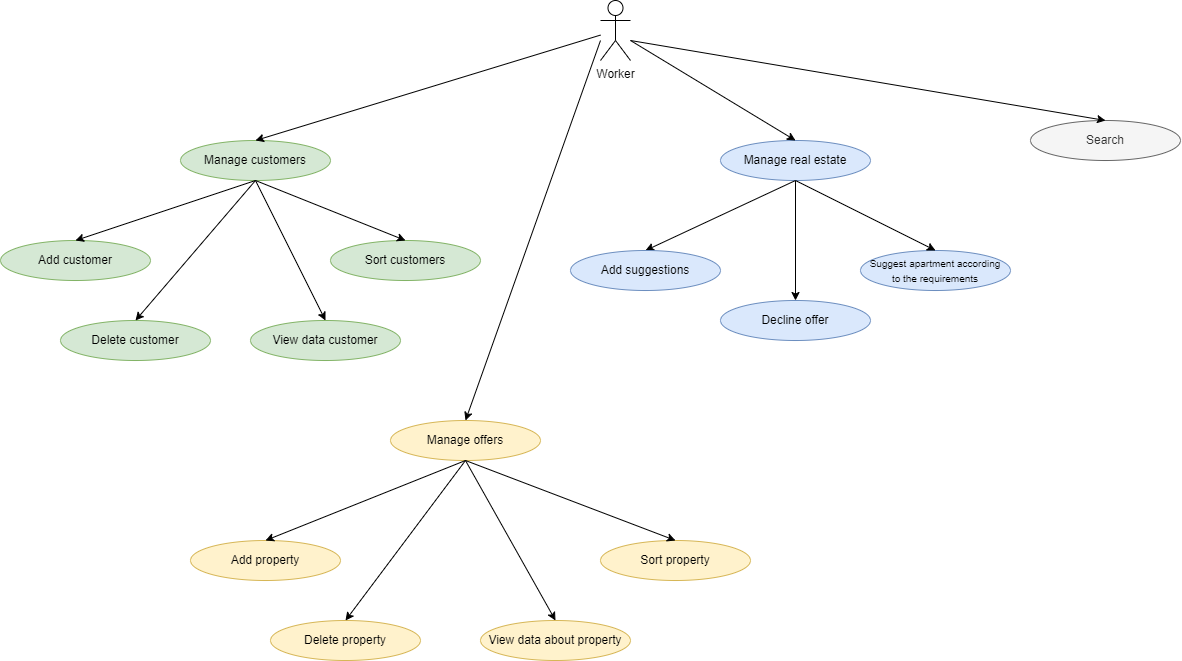 Worker
Manage customers
Manage real estate
Search
Add customer
Sort customers
Delete customer
View data customer
Add suggestions
Suggest apartment according
to the requirements
Decline offer
Manage offers
Add property
Sort property
Delete property
View data about property